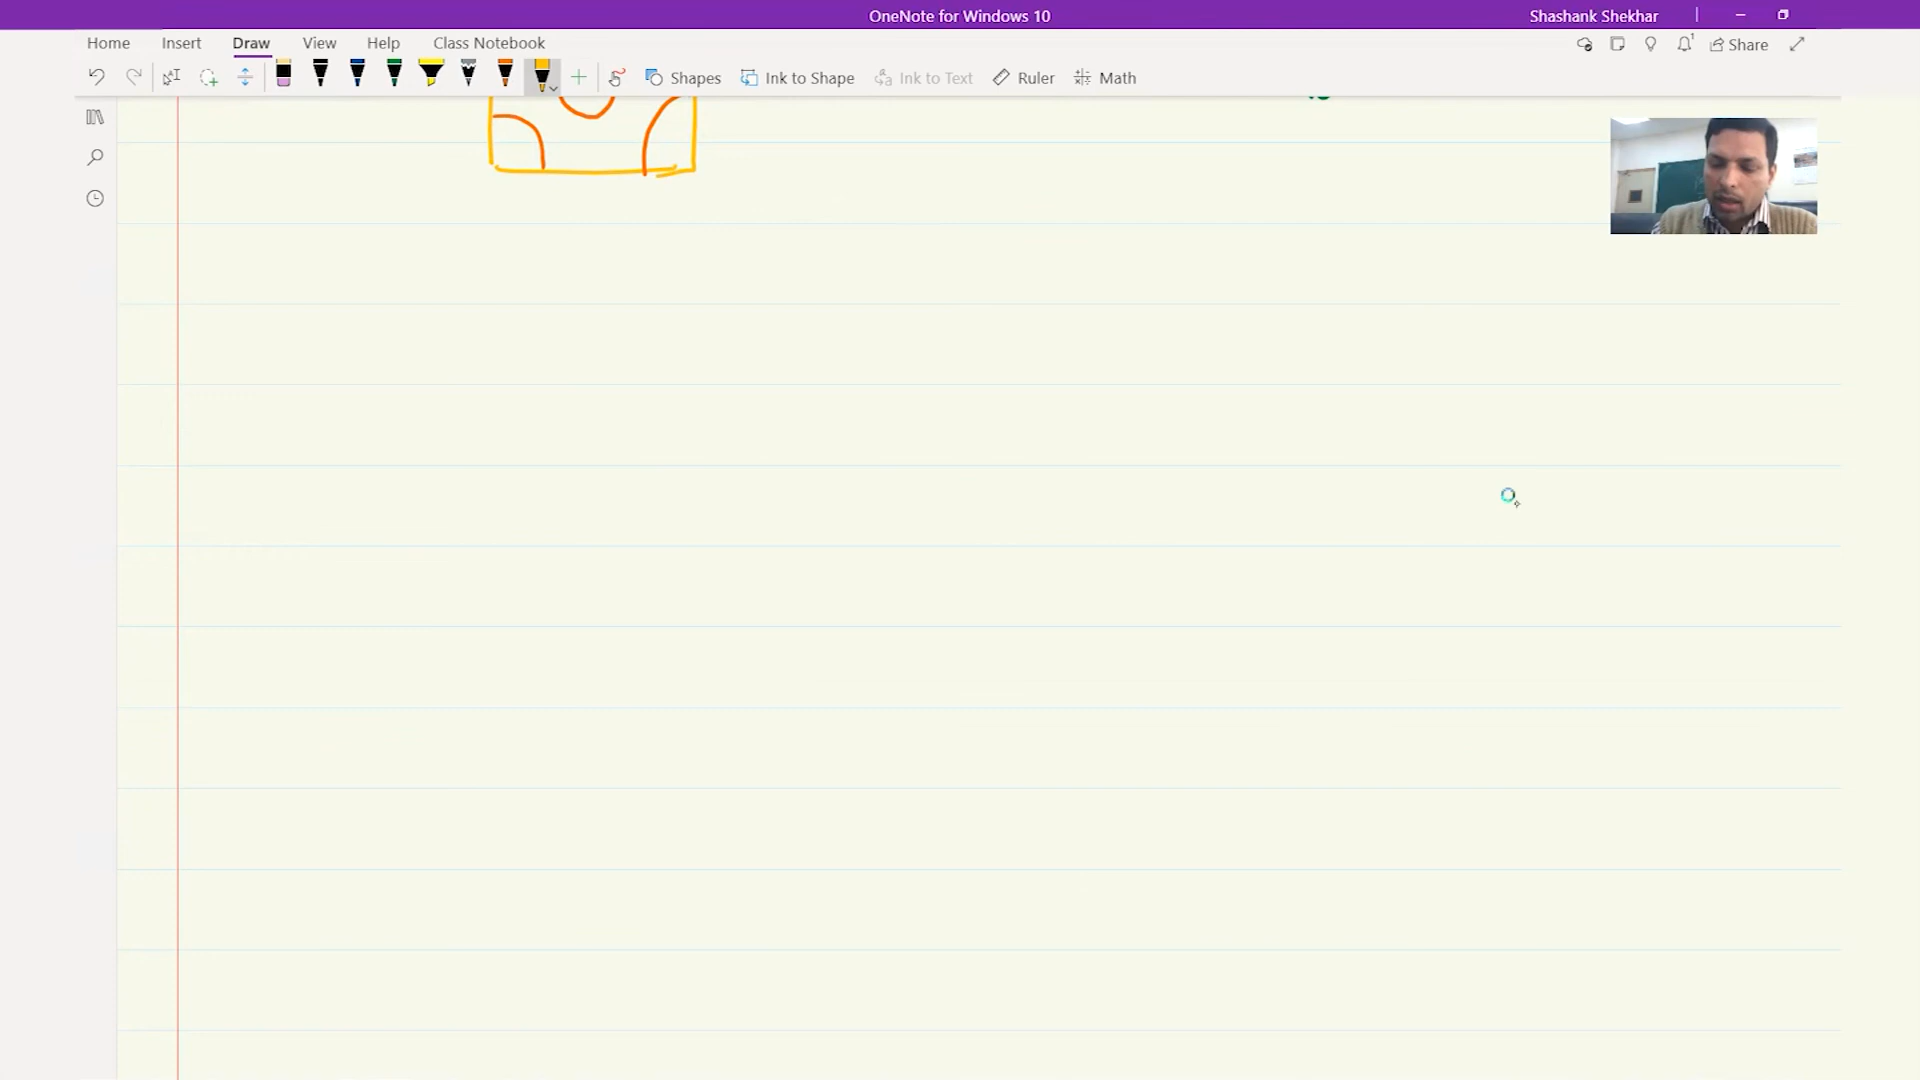 OneNote for Windows 10
Shashank Shekhar
Home Insert Draw View Help Class Notebook
1
Share
Shapes Ink to Shape Ink to Text Ruler Math